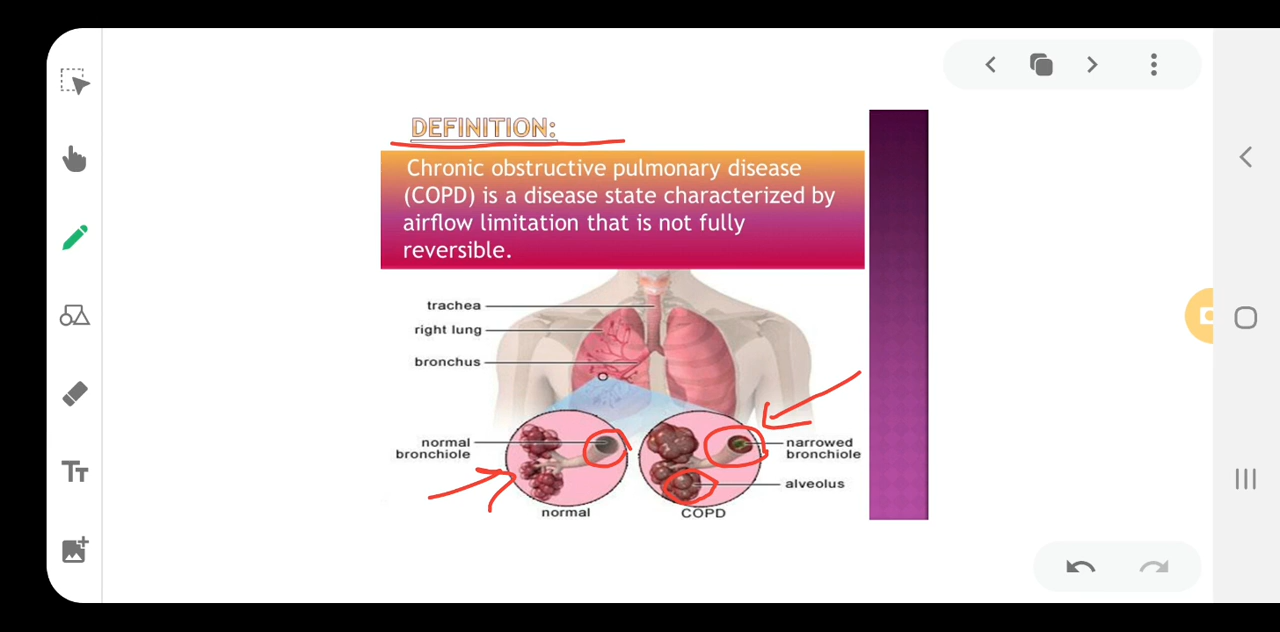 DEFINITION:
Chronic obstructive pulmonary disease
(COPD) is a disease state characterized by
airflow limitation that is not fully
reversible.
trachea
right lung
bronchus
normal
bronchiole
narrowed
bronchiole
alveolus
normal
COPD
TT